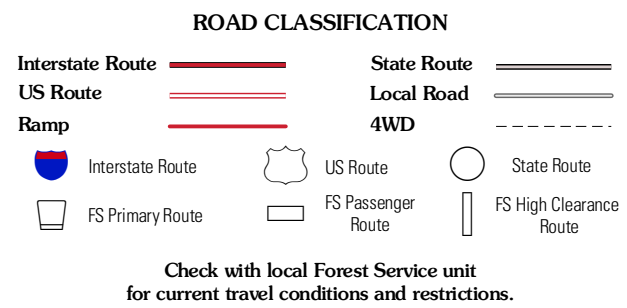 ROAD CLASSIFICATION
Interstate Route
State Route
US Route
Local Road
Ramp
4WD
Interstate Route
US Route
State Route
FS Primary Route
FS Passenger
Route
FS High Clearance
Route
Check with local Forest Service unit
for current travel conditions and restrictions.